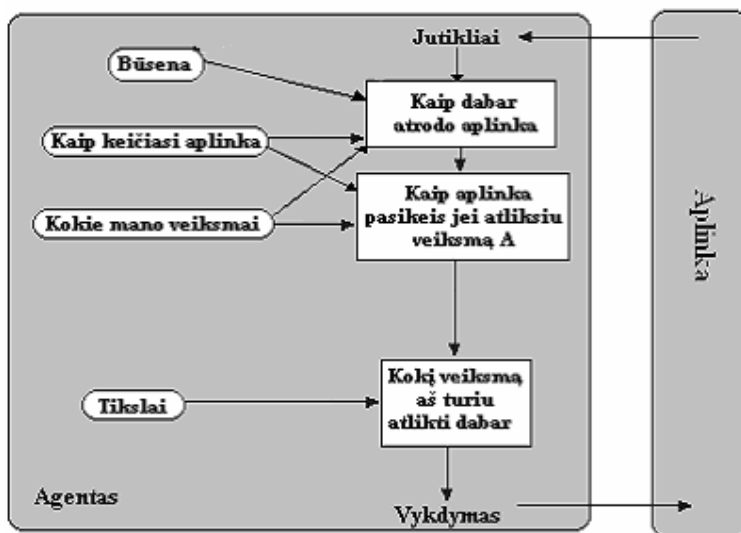 Jutikliai
Būsena
Kaip dabar
atrodo aplinka
Kaip keičiasi aplinka
Kaip aplinka
pasikeis jei atliksiu
veiksmą A
Kokie mano veiksmai
Kokį veiksmą
aš turiu
atlikti dabar
Tikslai
Agentas
Vykdymas
Aplinka